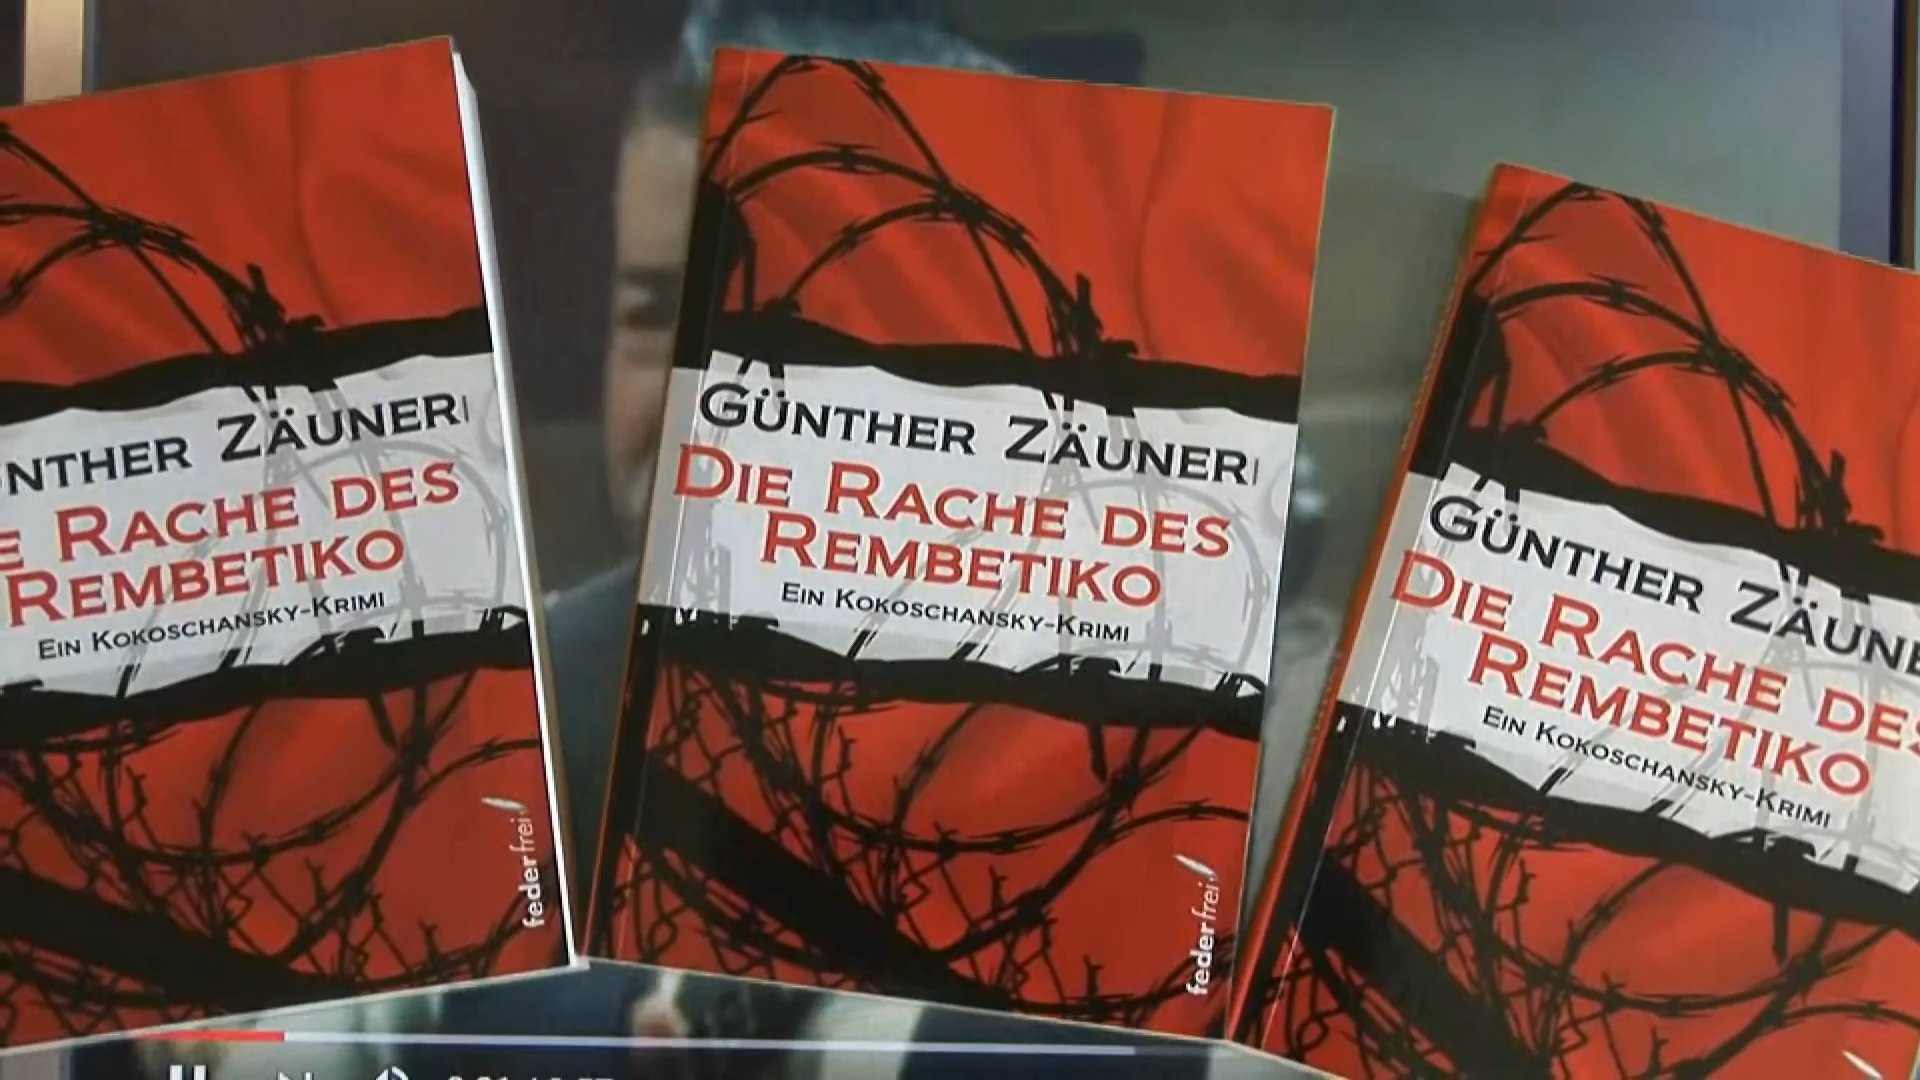 NTHER ZÄUNER
RACHE DES
REMBETIKO
EIN KOKOSCHANSKY-KRIMI
federfrei
GÜNTHER ZÄUNER
DIE RACHE DES
REMBETIKO
EIN KOKOSCHANSKY-KRIMI
federfrei
GÜNTHER ZÄUNE
DIE RACHE DES
REMBETIKO
EIN KOKOSCHANSKY-KRIMI